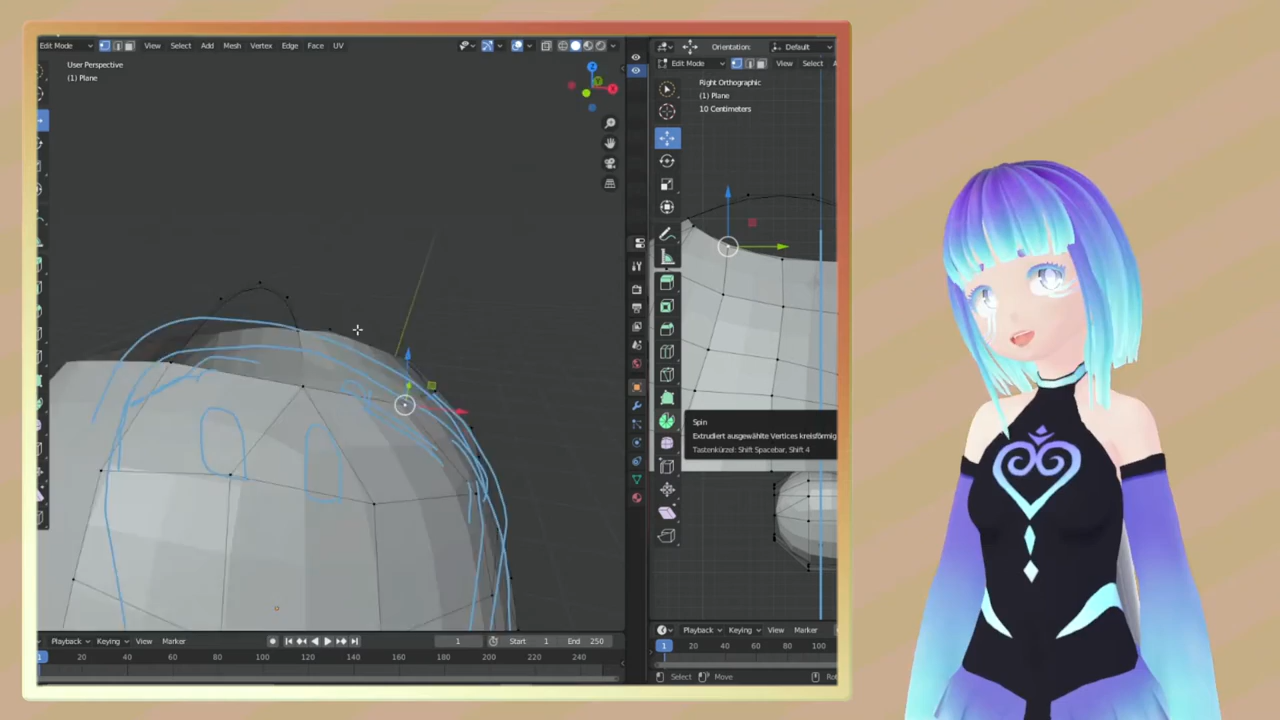 Edit Mode View Select Add Mesh Vertex Edge Face UV
User Perspective
(1) Plane
Z
X
Y
Playback Keying View Marker 1 Start 1 End 250
1 20 40 60 80 100 120 140 160 180 200 220 240
Orientation: Default
Edit Mode View Select
Right Orthographic
(1) Plane
10 Centimeters
Spin
Extrudiert ausgewählte Vertices kreisförmig
Tastenkürzel: Shift Spacebar, Shift 4
Playback Keying View Marker
1 20 40 60 80 100
Select Move